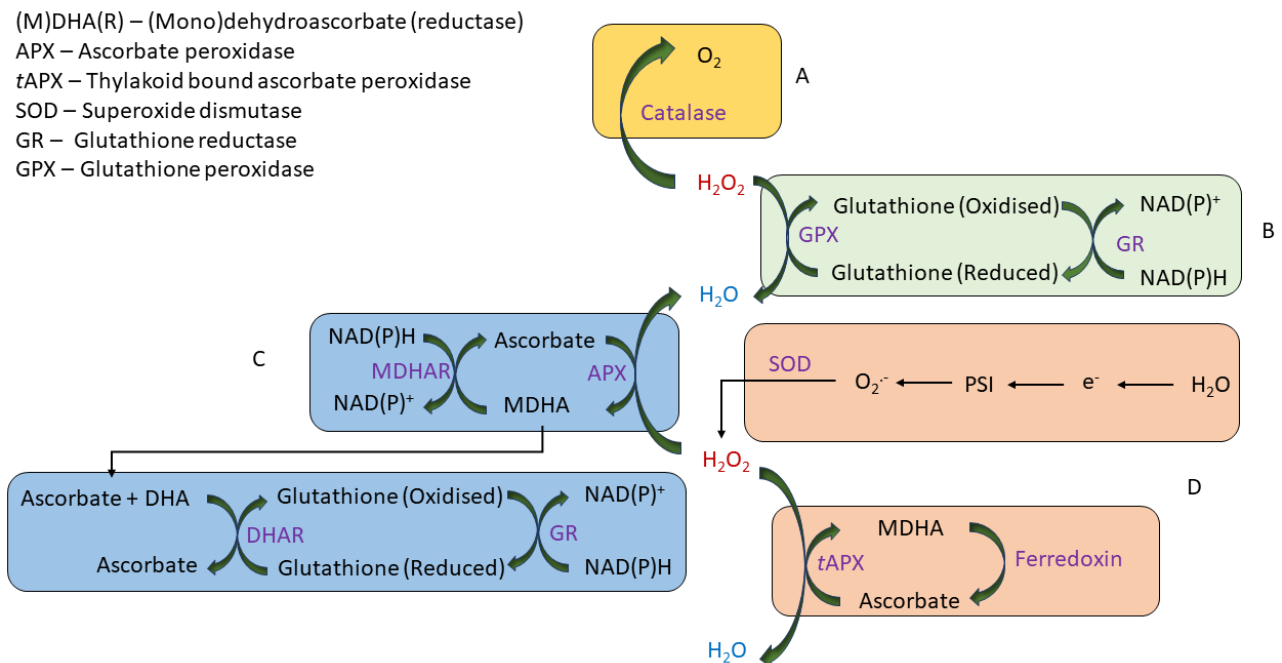 (M)DHA(R) – (Mono)dehydroascorbate (reductase)
APX – Ascorbate peroxidase
tAPX – Thylakoid bound ascorbate peroxidase
SOD – Superoxide dismutase
GR – Glutathione reductase
GPX – Glutathione peroxidase
O₂
Catalase
A
H₂O₂
Glutathione (Oxidised)
NAD(P)⁺
GPX
GR
B
Glutathione (Reduced)
NAD(P)H
H₂O
C
NAD(P)H
Ascorbate
MDHAR
APX
NAD(P)⁺
MDHA
SOD
O₂·⁻
PSI
e⁻
H₂O
H₂O₂
D
Ascorbate + DHA
Glutathione (Oxidised)
NAD(P)⁺
DHAR
GR
Ascorbate
Glutathione (Reduced)
NAD(P)H
MDHA
tAPX
Ferredoxin
Ascorbate
H₂O